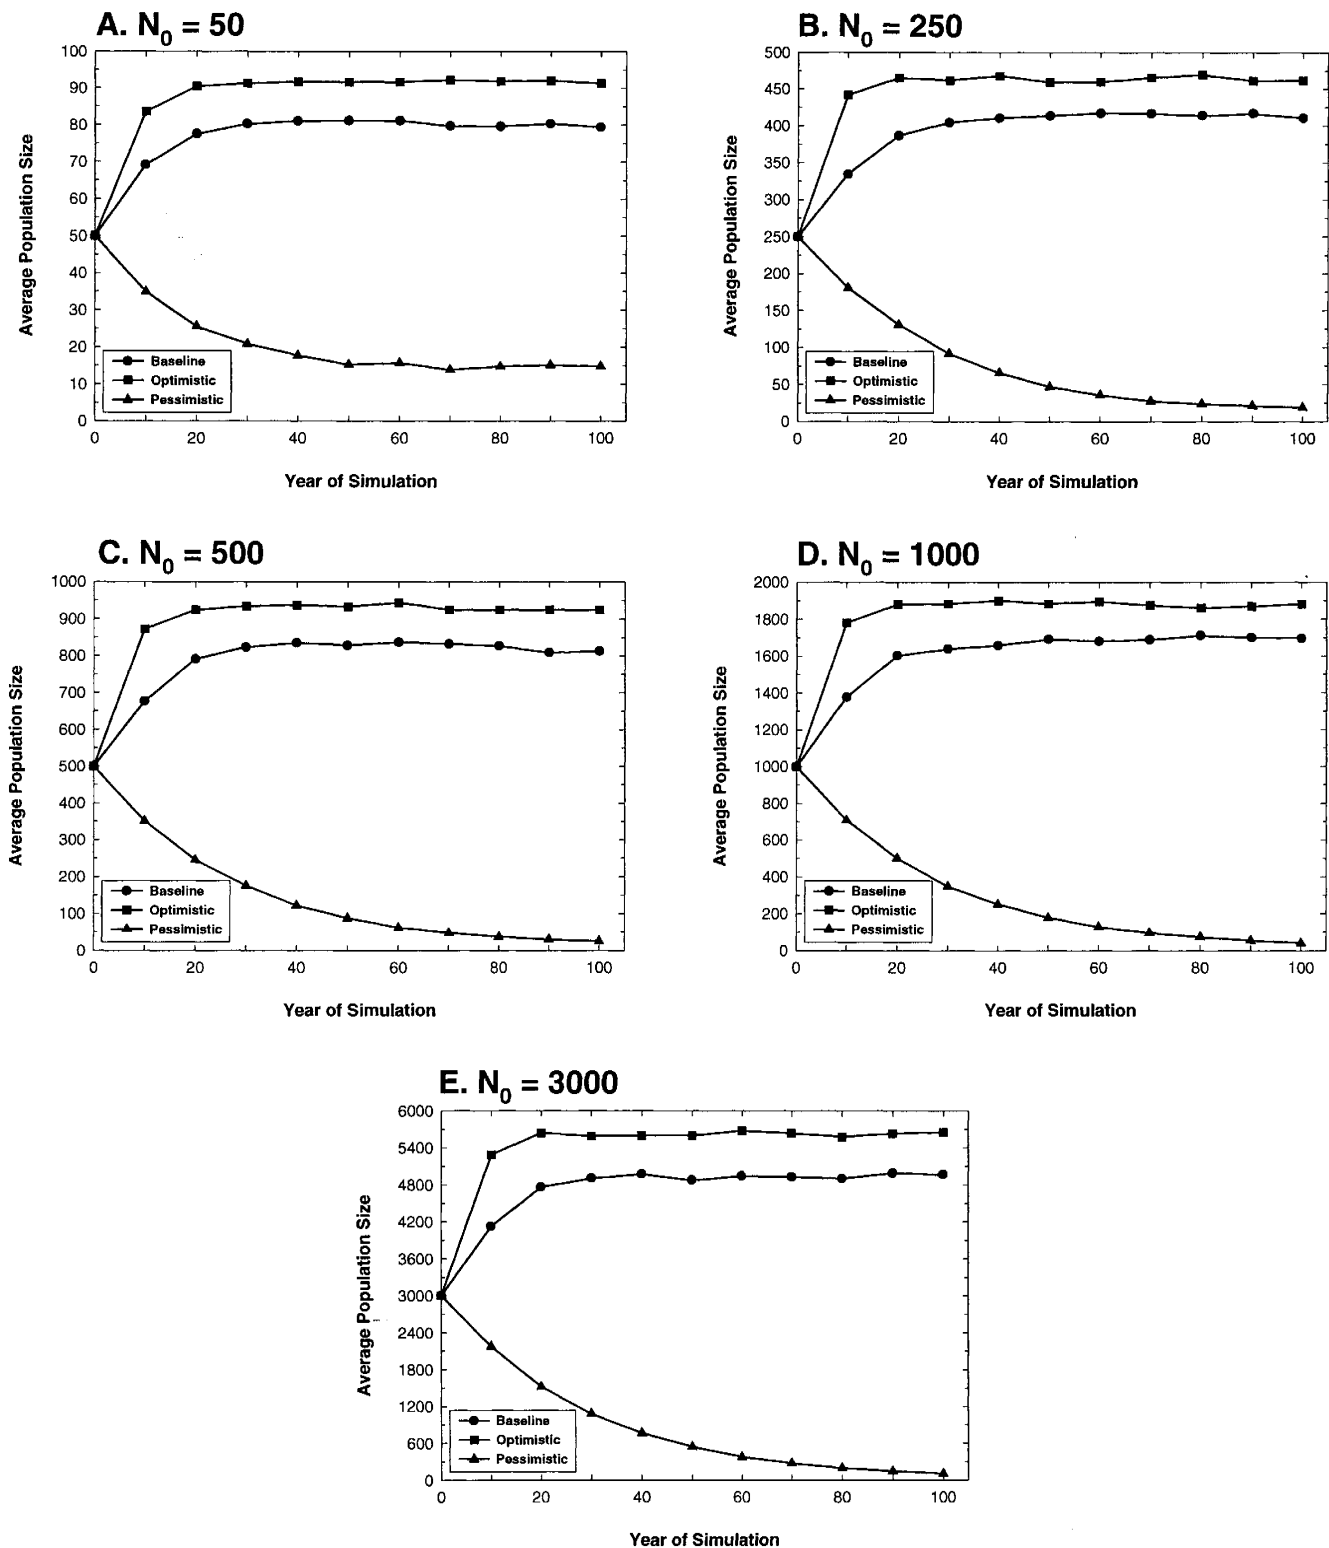 A. N0 = 50
100
90
80
70
60
50
40
30
20
10
0
Average Population Size
Baseline
Optimistic
Pessimistic
0 20 40 60 80 100
Year of Simulation
B. N0 = 250
500
450
400
350
300
250
200
150
100
50
0
Average Population Size
Baseline
Optimistic
Pessimistic
0 20 40 60 80 100
Year of Simulation
C. N0 = 500
1000
900
800
700
600
500
400
300
200
100
0
Average Population Size
Baseline
Optimistic
Pessimistic
0 20 40 60 80 100
Year of Simulation
D. N0 = 1000
2000
1800
1600
1400
1200
1000
800
600
400
200
0
Average Population Size
Baseline
Optimistic
Pessimistic
0 20 40 60 80 100
Year of Simulation
E. N0 = 3000
6000
5400
4800
4200
3600
3000
2400
1800
1200
600
0
Average Population Size
Baseline
Optimistic
Pessimistic
0 20 40 60 80 100
Year of Simulation